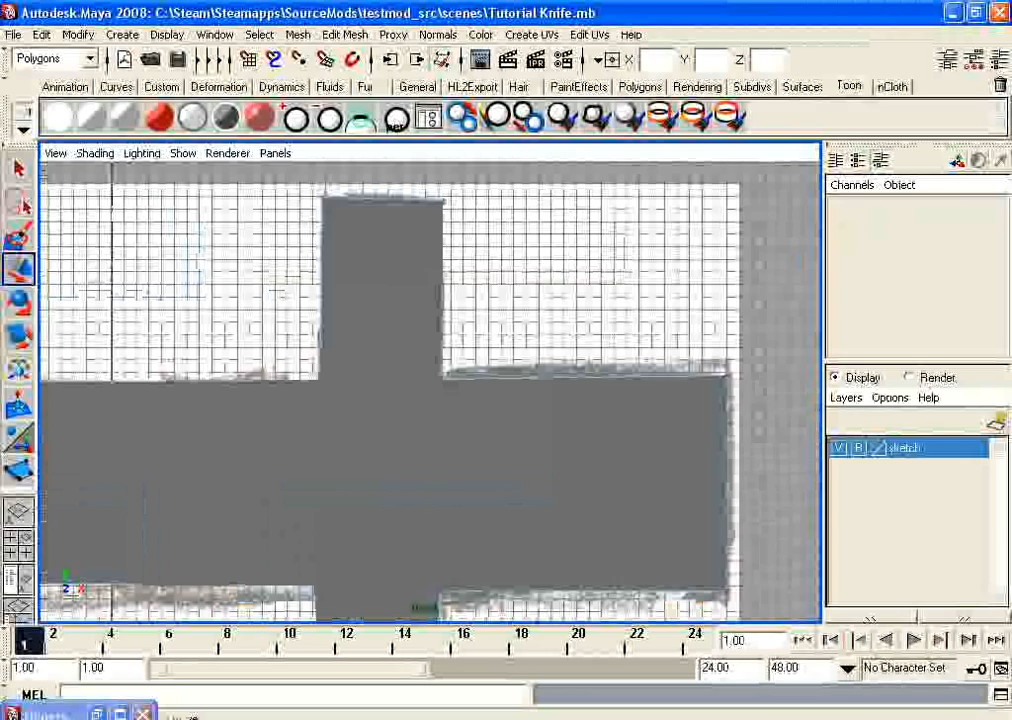 Autodesk Maya 2008: C:\Steam\Steamapps\SourceMods\testmod_src\scenes\Tutorial Knife.mb
File Edit Modify Create Display Window Select Mesh Edit Mesh Proxy Normals Color Create UVs Edit UVs Help
Polygons X Y Z
Animation Curves Custom Deformation Dynamics Fluids Fur General HL2Export Hair PaintEffects Polygons Rendering Subdivs Surfaces Toon nCloth
View Shading Lighting Show Renderer Panels
Channels Object
Display Render
Layers Options Help
V R sketch
1 2 4 6 8 10 12 14 16 18 20 22 24 1.00
1.00 1.00 24.00 48.00 No Character Set
MEL